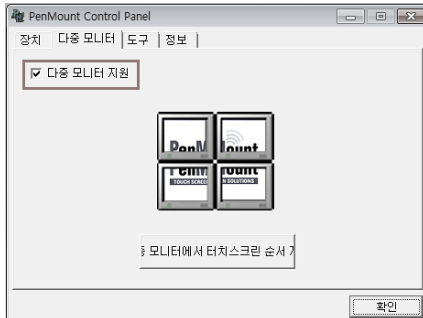 PenMount Control Panel
장치 다중 모니터 도구 정보
다중 모니터 지원
PenM ount
TOUCH SCREEN N SOLUTIONS
모니터에서 터치스크린 순서
확인